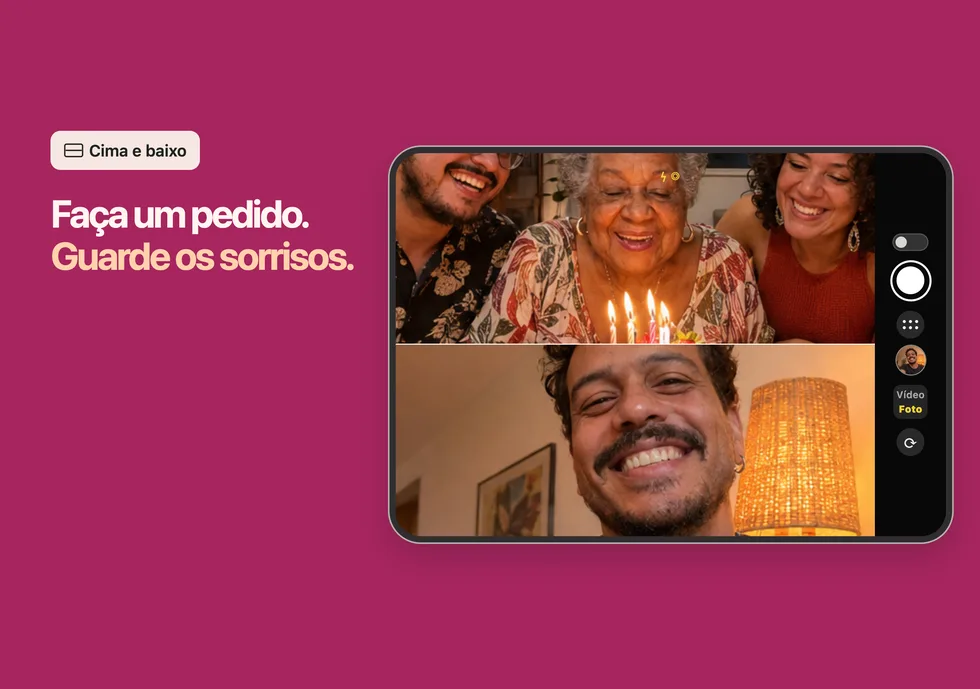 Cima e baixo
Faça um pedido.
Guarde os sorrisos.
Vídeo
Foto